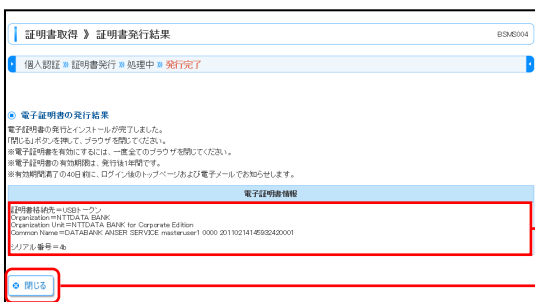 証明書取得 》 証明書発行結果
BSMS004
個人認証 » 証明書発行 » 処理中 » 発行完了
電子証明書の発行結果
電子証明書の発行とインストールが完了しました。
「閉じる」ボタンを押して、ブラウザを閉じてください。
※電子証明書を有効にするには、一度全てのブラウザを閉じてください。
※電子証明書の有効期限は、発行後1年間です。
※有効期間満了の40日前に、ログイン後のトップページおよび電子メールでお知らせします。
電子証明書情報
証明書格納先=USBトークン
Organization=NTTDATA BANK
Organization Unit=NTTDATA BANK for Corporate Edition
Common Name=DATABANK ANSER SERVICE masteruser1 0000 20110214145932420001
シリアル番号=4b
閉じる